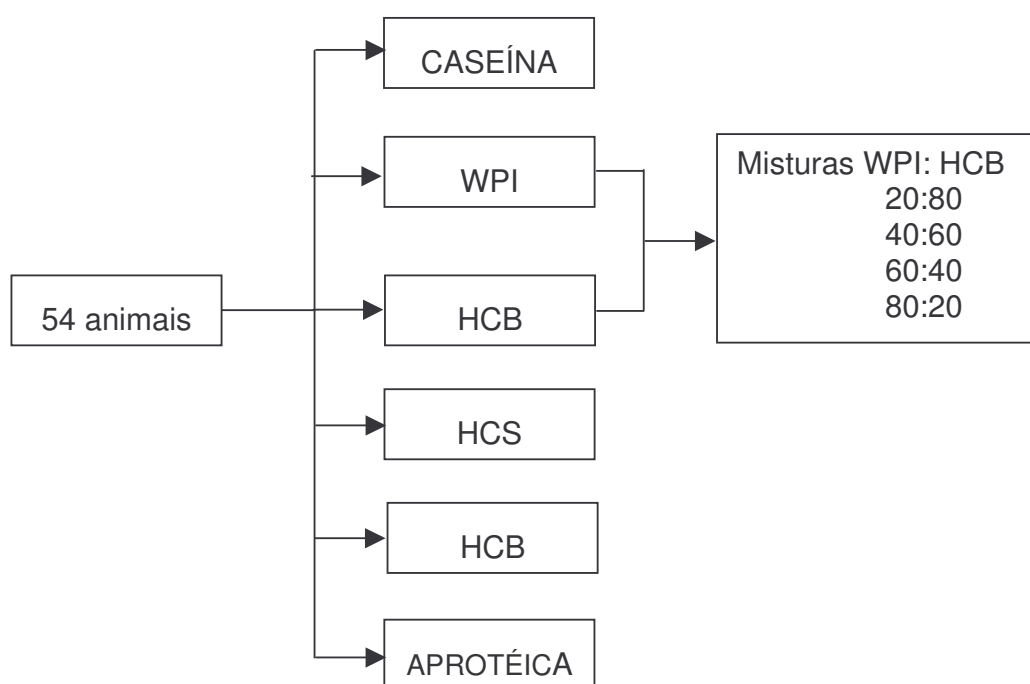 CASEÍNA
WPI
Misturas WPI: HCB
20:80
40:60
60:40
80:20
54 animais
HCB
HCS
HCB
APROTÉICA